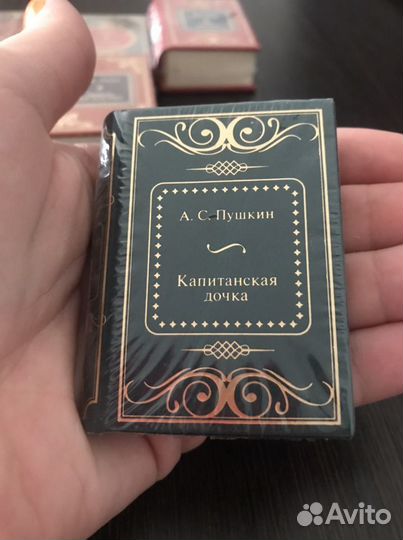 А. С. Пушкин
Капитанская
дочка
Avito